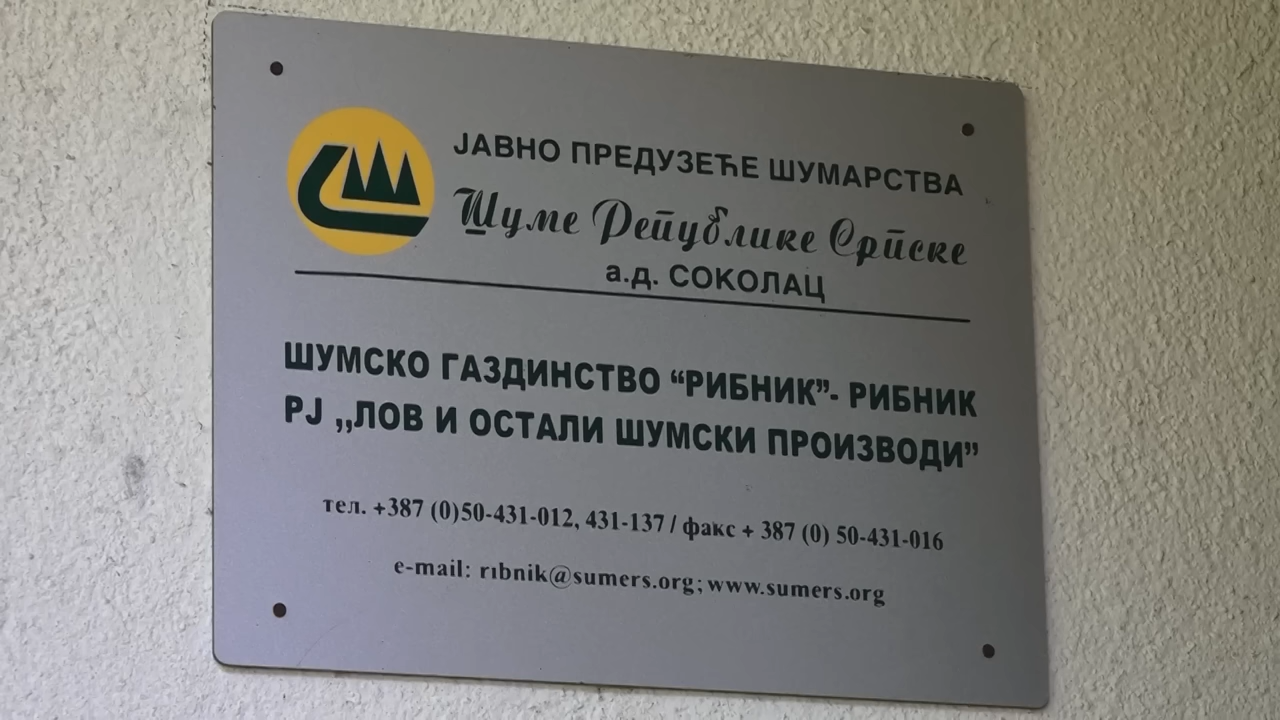 ЈАВНО ПРЕДУЗЕЋЕ ШУМАРСТВА
Шуме Републике Српске
а.д. СОКОЛАЦ
ШУМСКО ГАЗДИНСТВО “РИБНИК”- РИБНИК
РЈ „ЛОВ И ОСТАЛИ ШУМСКИ ПРОИЗВОДИ”
тел. +387 (0)50-431-012, 431-137 / факс + 387 (0) 50-431-016
e-mail: rıbnik@sumers.org; www.sumers.org